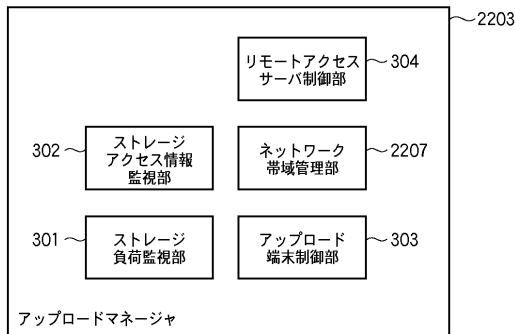 2203
リモートアクセス
サーバ制御部
304
302
ストレージ
アクセス情報
監視部
ネットワーク
帯域管理部
2207
301
ストレージ
負荷監視部
アップロード
端末制御部
303
アップロードマネージャ